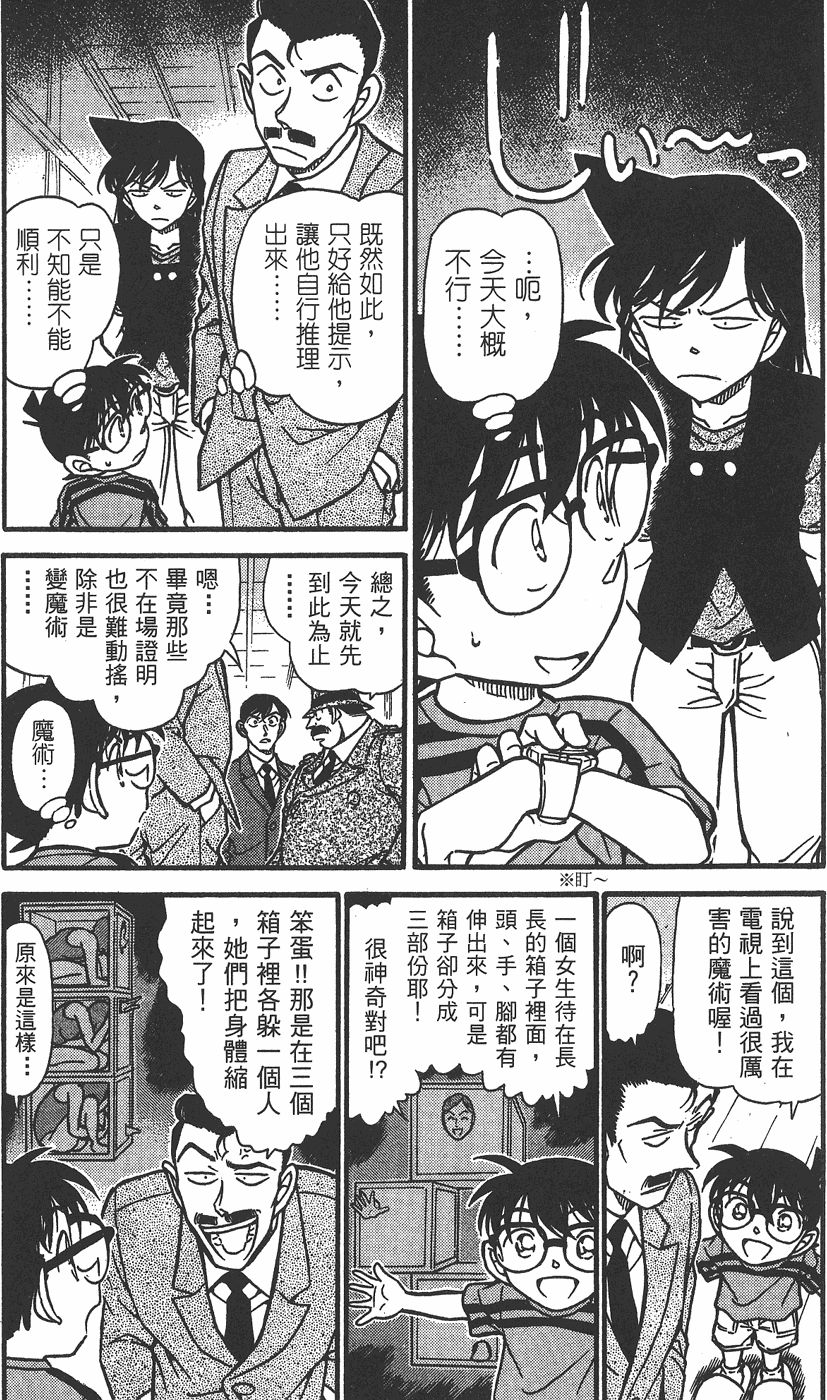 じぃ～っ
…呃，
今天大概
不行……
既然如此，
只好給他提示，
讓他自行推理
出來……
只是
不知能不能
順利……
總之，
今天就先
到此為止
……
嗯…
畢竟那些
不在場證明
也很難動搖，
除非是
變魔術
……
魔術…
※盯～
說到這個，我在
電視上看過很厲
害的魔術喔！
啊？
一個女生待在長
長的箱子裡面，
頭、手、腳都有
伸出來，可是
箱子卻分成
三部份耶！
很神奇對吧!?
笨蛋!!那是在三個
箱子裡各躲一個人
，她們把身體縮
起來了！
原來是這樣…